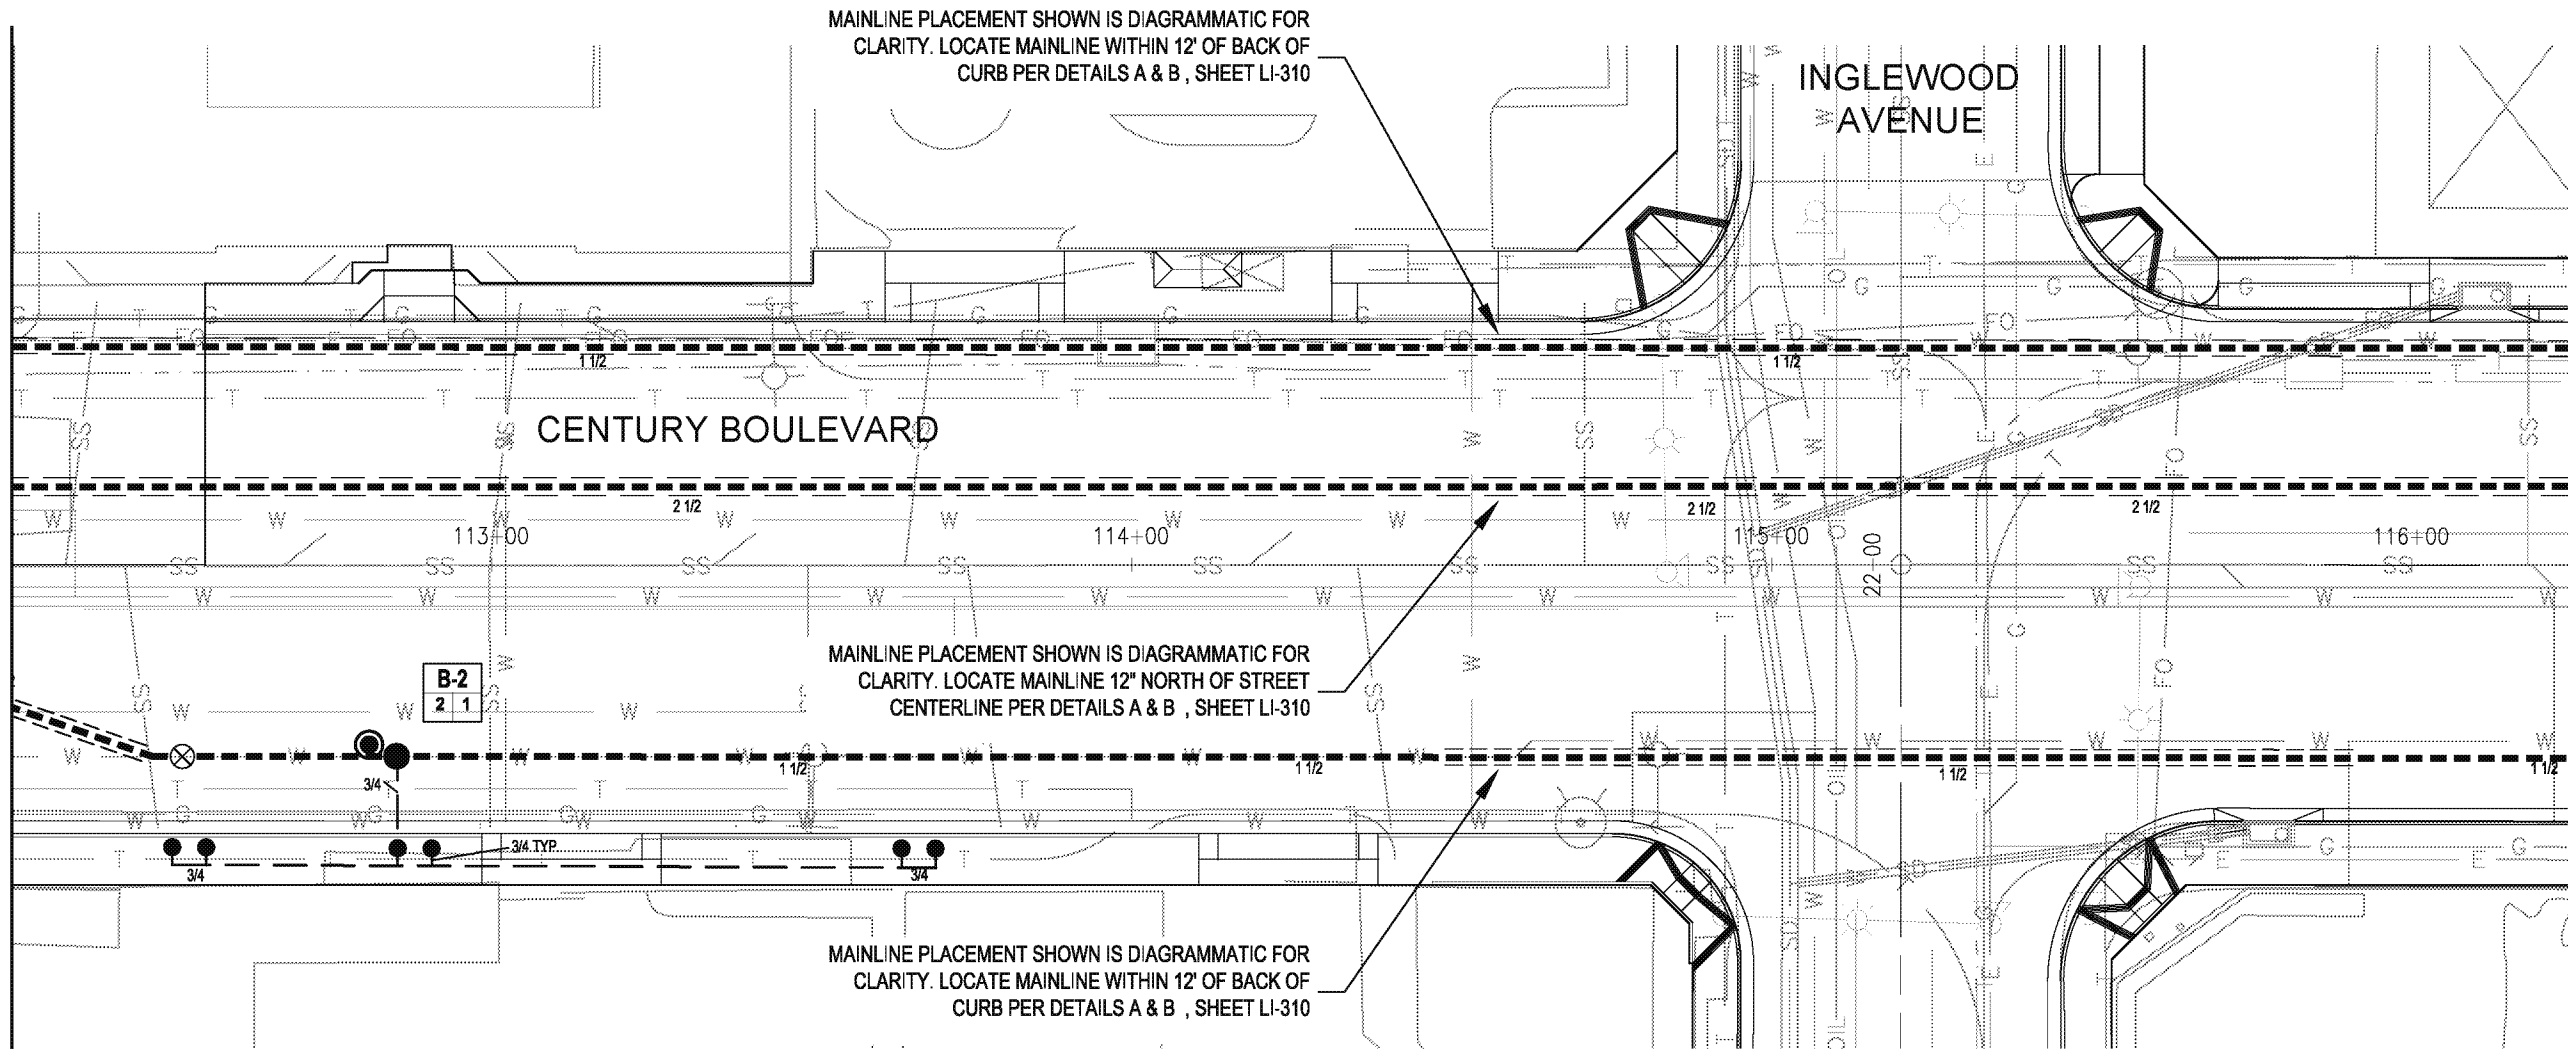 MAINLINE PLACEMENT SHOWN IS DIAGRAMMATIC FOR
CLARITY. LOCATE MAINLINE WITHIN 12' OF BACK OF
CURB PER DETAILS A & B , SHEET LI-310
INGLEWOOD
AVENUE
1 1/2
1 1/2
CENTURY BOULEVARD
2 1/2
2 1/2
2 1/2
113+00
114+00
115+00
116+00
22+00
MAINLINE PLACEMENT SHOWN IS DIAGRAMMATIC FOR
CLARITY. LOCATE MAINLINE 12" NORTH OF STREET
CENTERLINE PER DETAILS A & B , SHEET LI-310
B-2
2 1
1 1/2
1 1/2
1 1/2
1 1/2
3/4
3/4 TYP.
3/4
3/4
MAINLINE PLACEMENT SHOWN IS DIAGRAMMATIC FOR
CLARITY. LOCATE MAINLINE WITHIN 12' OF BACK OF
CURB PER DETAILS A & B , SHEET LI-310